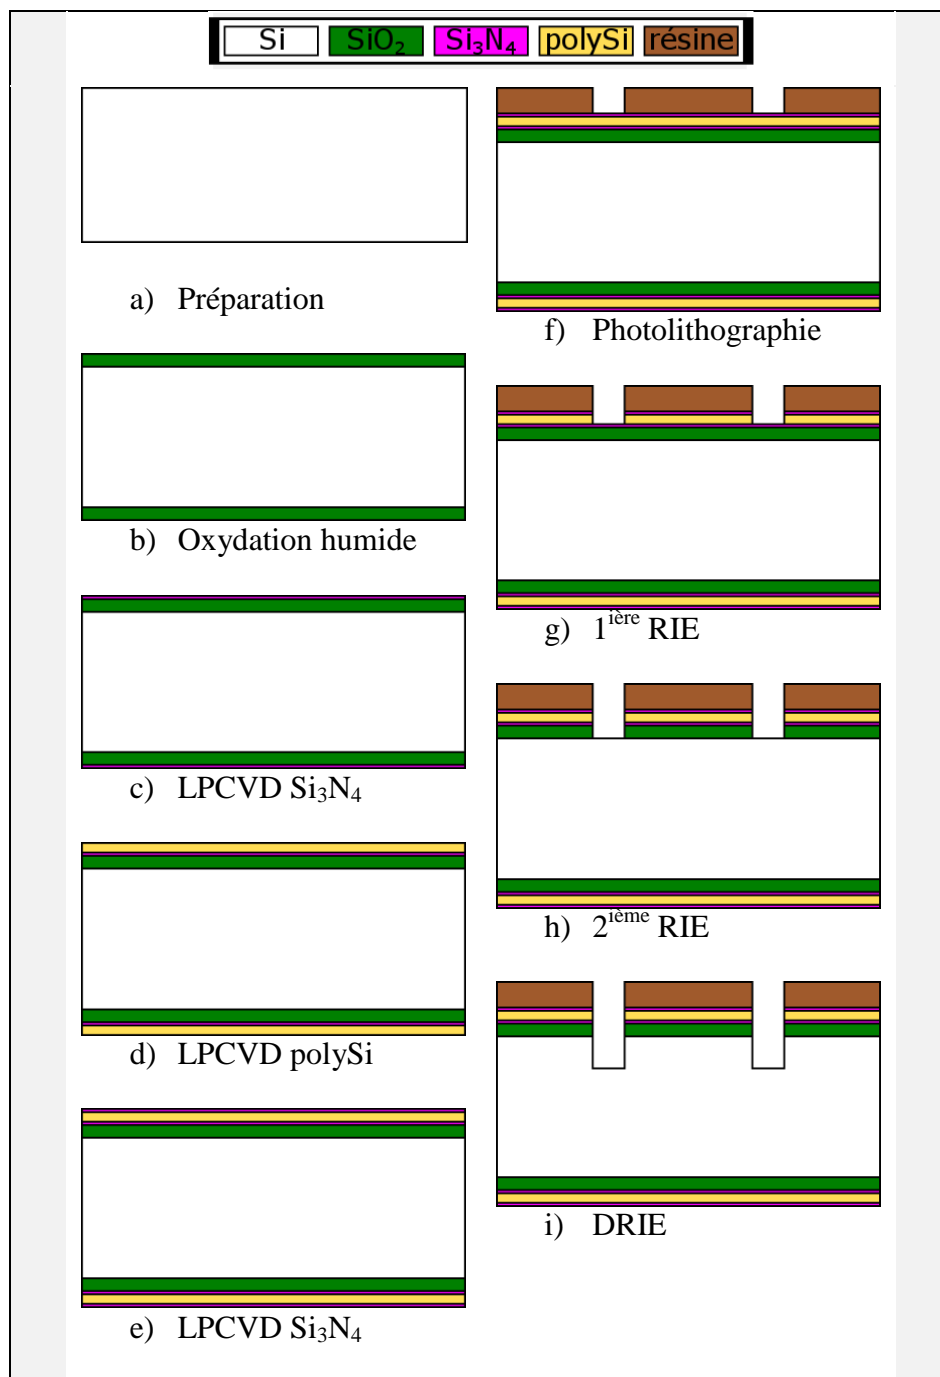 Si SiO₂ Si₃N₄ polySi résine
a) Préparation
b) Oxydation humide
c) LPCVD Si₃N₄
d) LPCVD polySi
e) LPCVD Si₃N₄
f) Photolithographie
g) 1ière RIE
h) 2ième RIE
i) DRIE